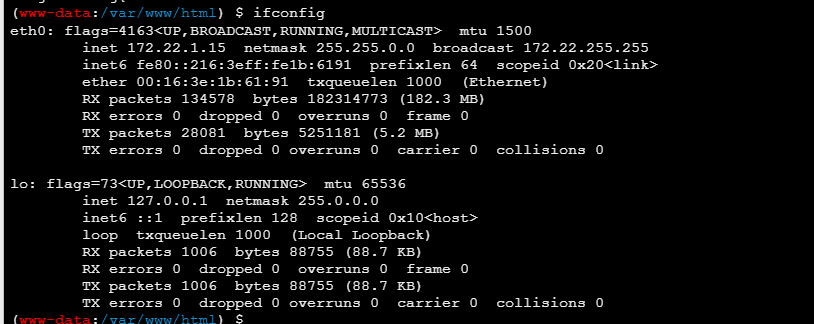 (www-data:/var/www/html) $ ifconfig
eth0: flags=4163<UP,BROADCAST,RUNNING,MULTICAST>  mtu 1500
        inet 172.22.1.15  netmask 255.255.0.0  broadcast 172.22.255.255
        inet6 fe80::216:3eff:fe1b:6191  prefixlen 64  scopeid 0x20<link>
        ether 00:16:3e:1b:61:91  txqueuelen 1000  (Ethernet)
        RX packets 134578  bytes 182314773 (182.3 MB)
        RX errors 0  dropped 0  overruns 0  frame 0
        TX packets 28081  bytes 5251181 (5.2 MB)
        TX errors 0  dropped 0 overruns 0  carrier 0  collisions 0
lo: flags=73<UP,LOOPBACK,RUNNING>  mtu 65536
        inet 127.0.0.1  netmask 255.0.0.0
        inet6 ::1  prefixlen 128  scopeid 0x10<host>
        loop  txqueuelen 1000  (Local Loopback)
        RX packets 1006  bytes 88755 (88.7 KB)
        RX errors 0  dropped 0  overruns 0  frame 0
        TX packets 1006  bytes 88755 (88.7 KB)
        TX errors 0  dropped 0 overruns 0  carrier 0  collisions 0
(www-data:/var/www/html) $